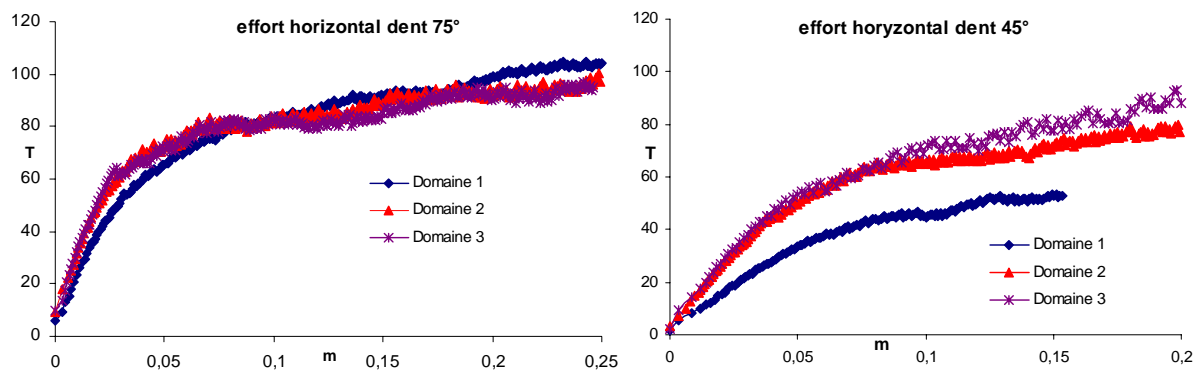 effort horizontal dent 75°
120
100
80
T
60
40
20
0
Domaine 1
Domaine 2
Domaine 3
0 0,05 0,1 0,15 0,2 0,25
m
effort horyzontal dent 45°
120
100
80
T
60
40
20
0
Domaine 1
Domaine 2
Domaine 3
0 0,05 0,1 0,15 0,2
m